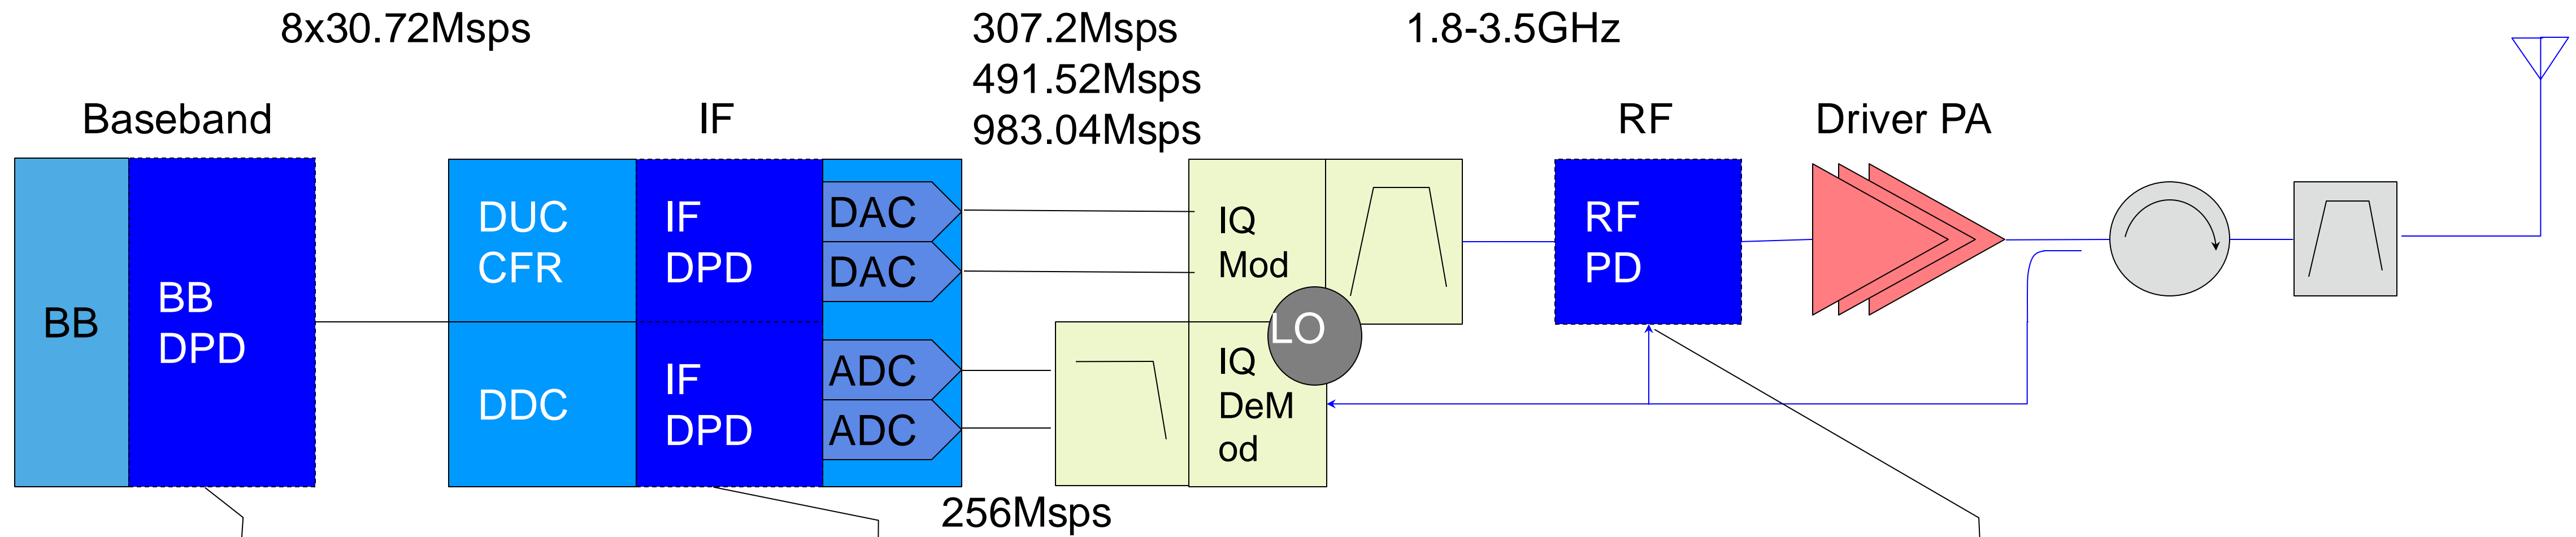 8x30.72Msps
307.2Msps
491.52Msps
983.04Msps
1.8-3.5GHz
Baseband
IF
RF
Driver PA
BB
BB
DPD
DUC
CFR
IF
DPD
DAC
DAC
DDC
IF
DPD
ADC
ADC
IQ
Mod
LO
IQ
DeM
od
RF
PD
256Msps